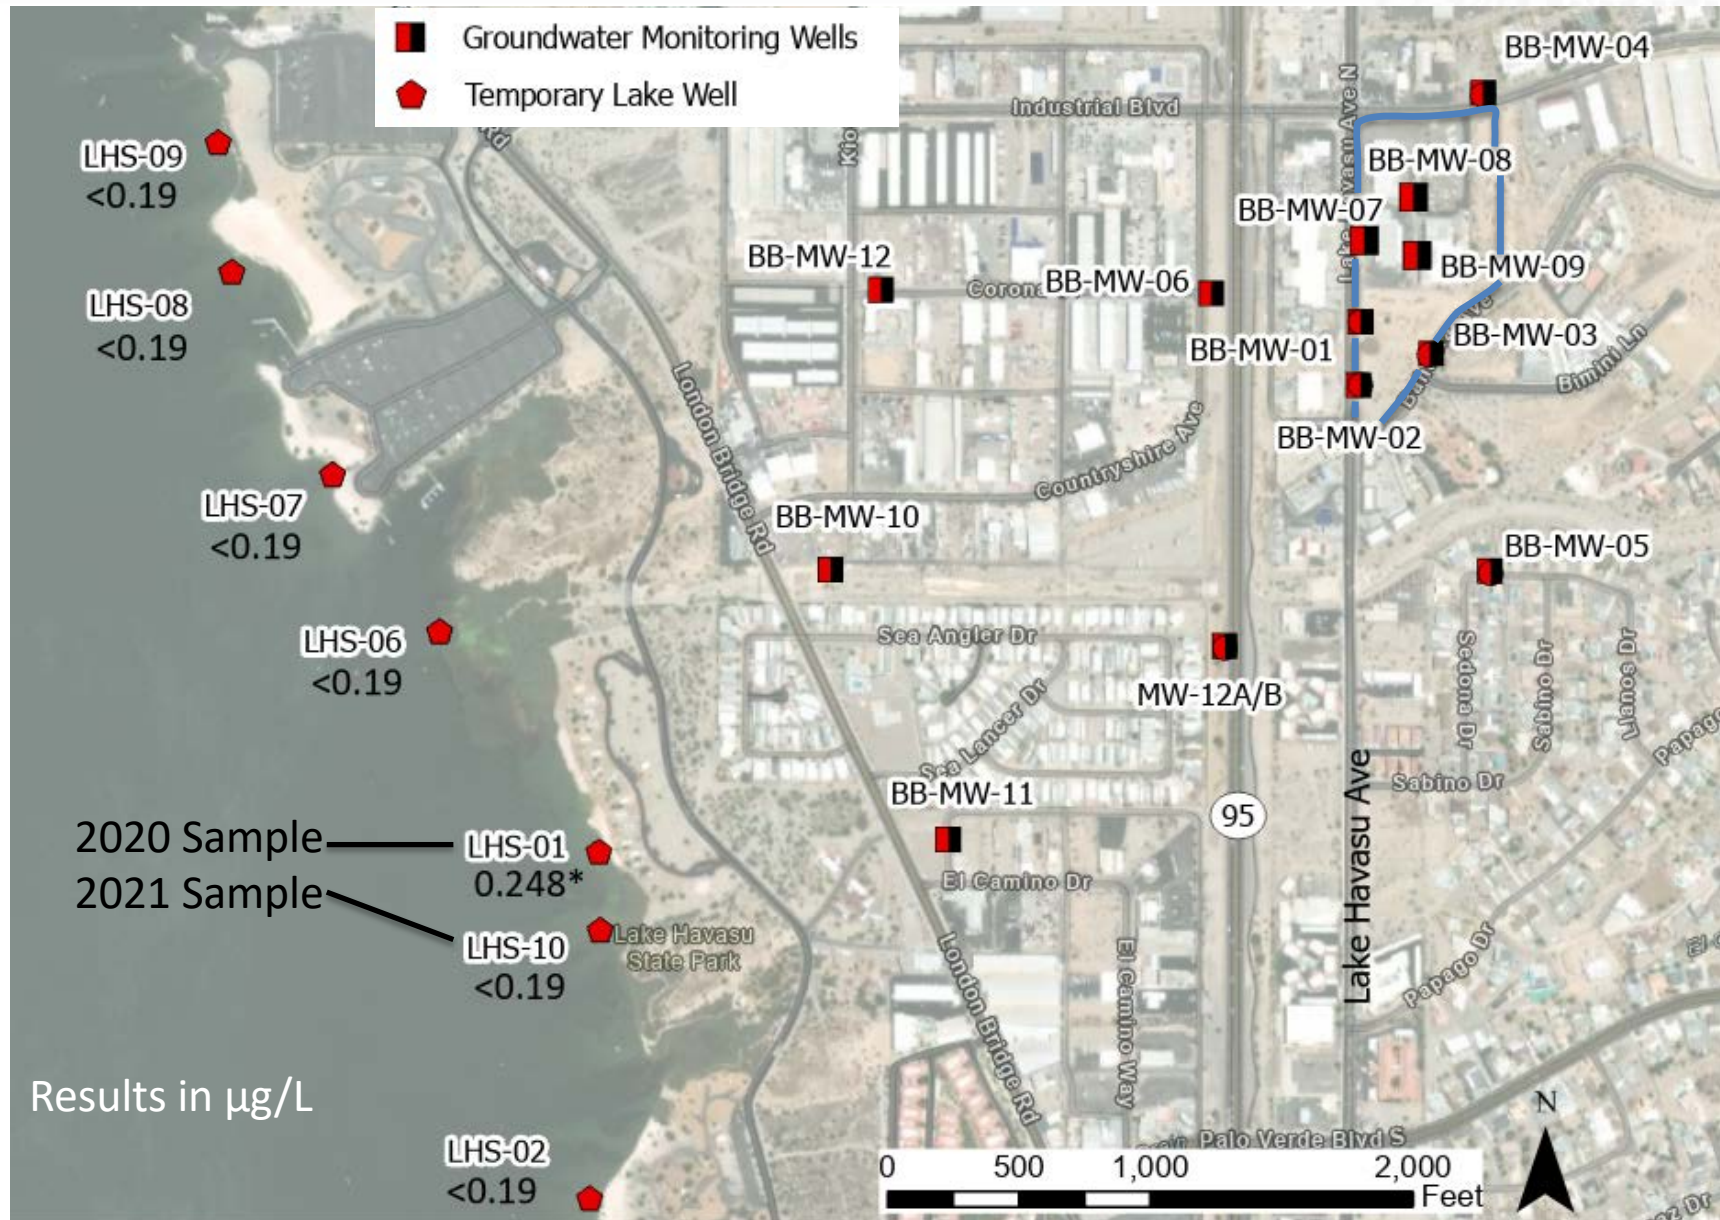 Groundwater Monitoring Wells
Temporary Lake Well
Rd
BB-MW-04
Industrial Blvd
Lake Havasu Ave N
LHS-09
<0.19
BB-MW-08
BB-MW-07
BB-MW-12
BB-MW-06
BB-MW-09
LHS-08
<0.19
BB-MW-01
BB-MW-03
Bimini Ln
London Bridge Rd
BB-MW-02
Countryshire Ave
LHS-07
<0.19
BB-MW-10
BB-MW-05
LHS-06
<0.19
Sea Angler Dr
Sedona Dr
Sabino Dr
Llanos Dr
MW-12A/B
Sea Lancer Dr
Papago
Sabino Dr
BB-MW-11
95
Lake Havasu Ave
2020 Sample
LHS-01
0.248*
2021 Sample
El Camino Dr
LHS-10
<0.19
Lake Havasu
State Park
London Bridge Rd
El Camino Way
Papago Dr
Results in µg/L
Palo Verde Blvd S
N
LHS-02
<0.19
0 500 1,000 2,000
Feet